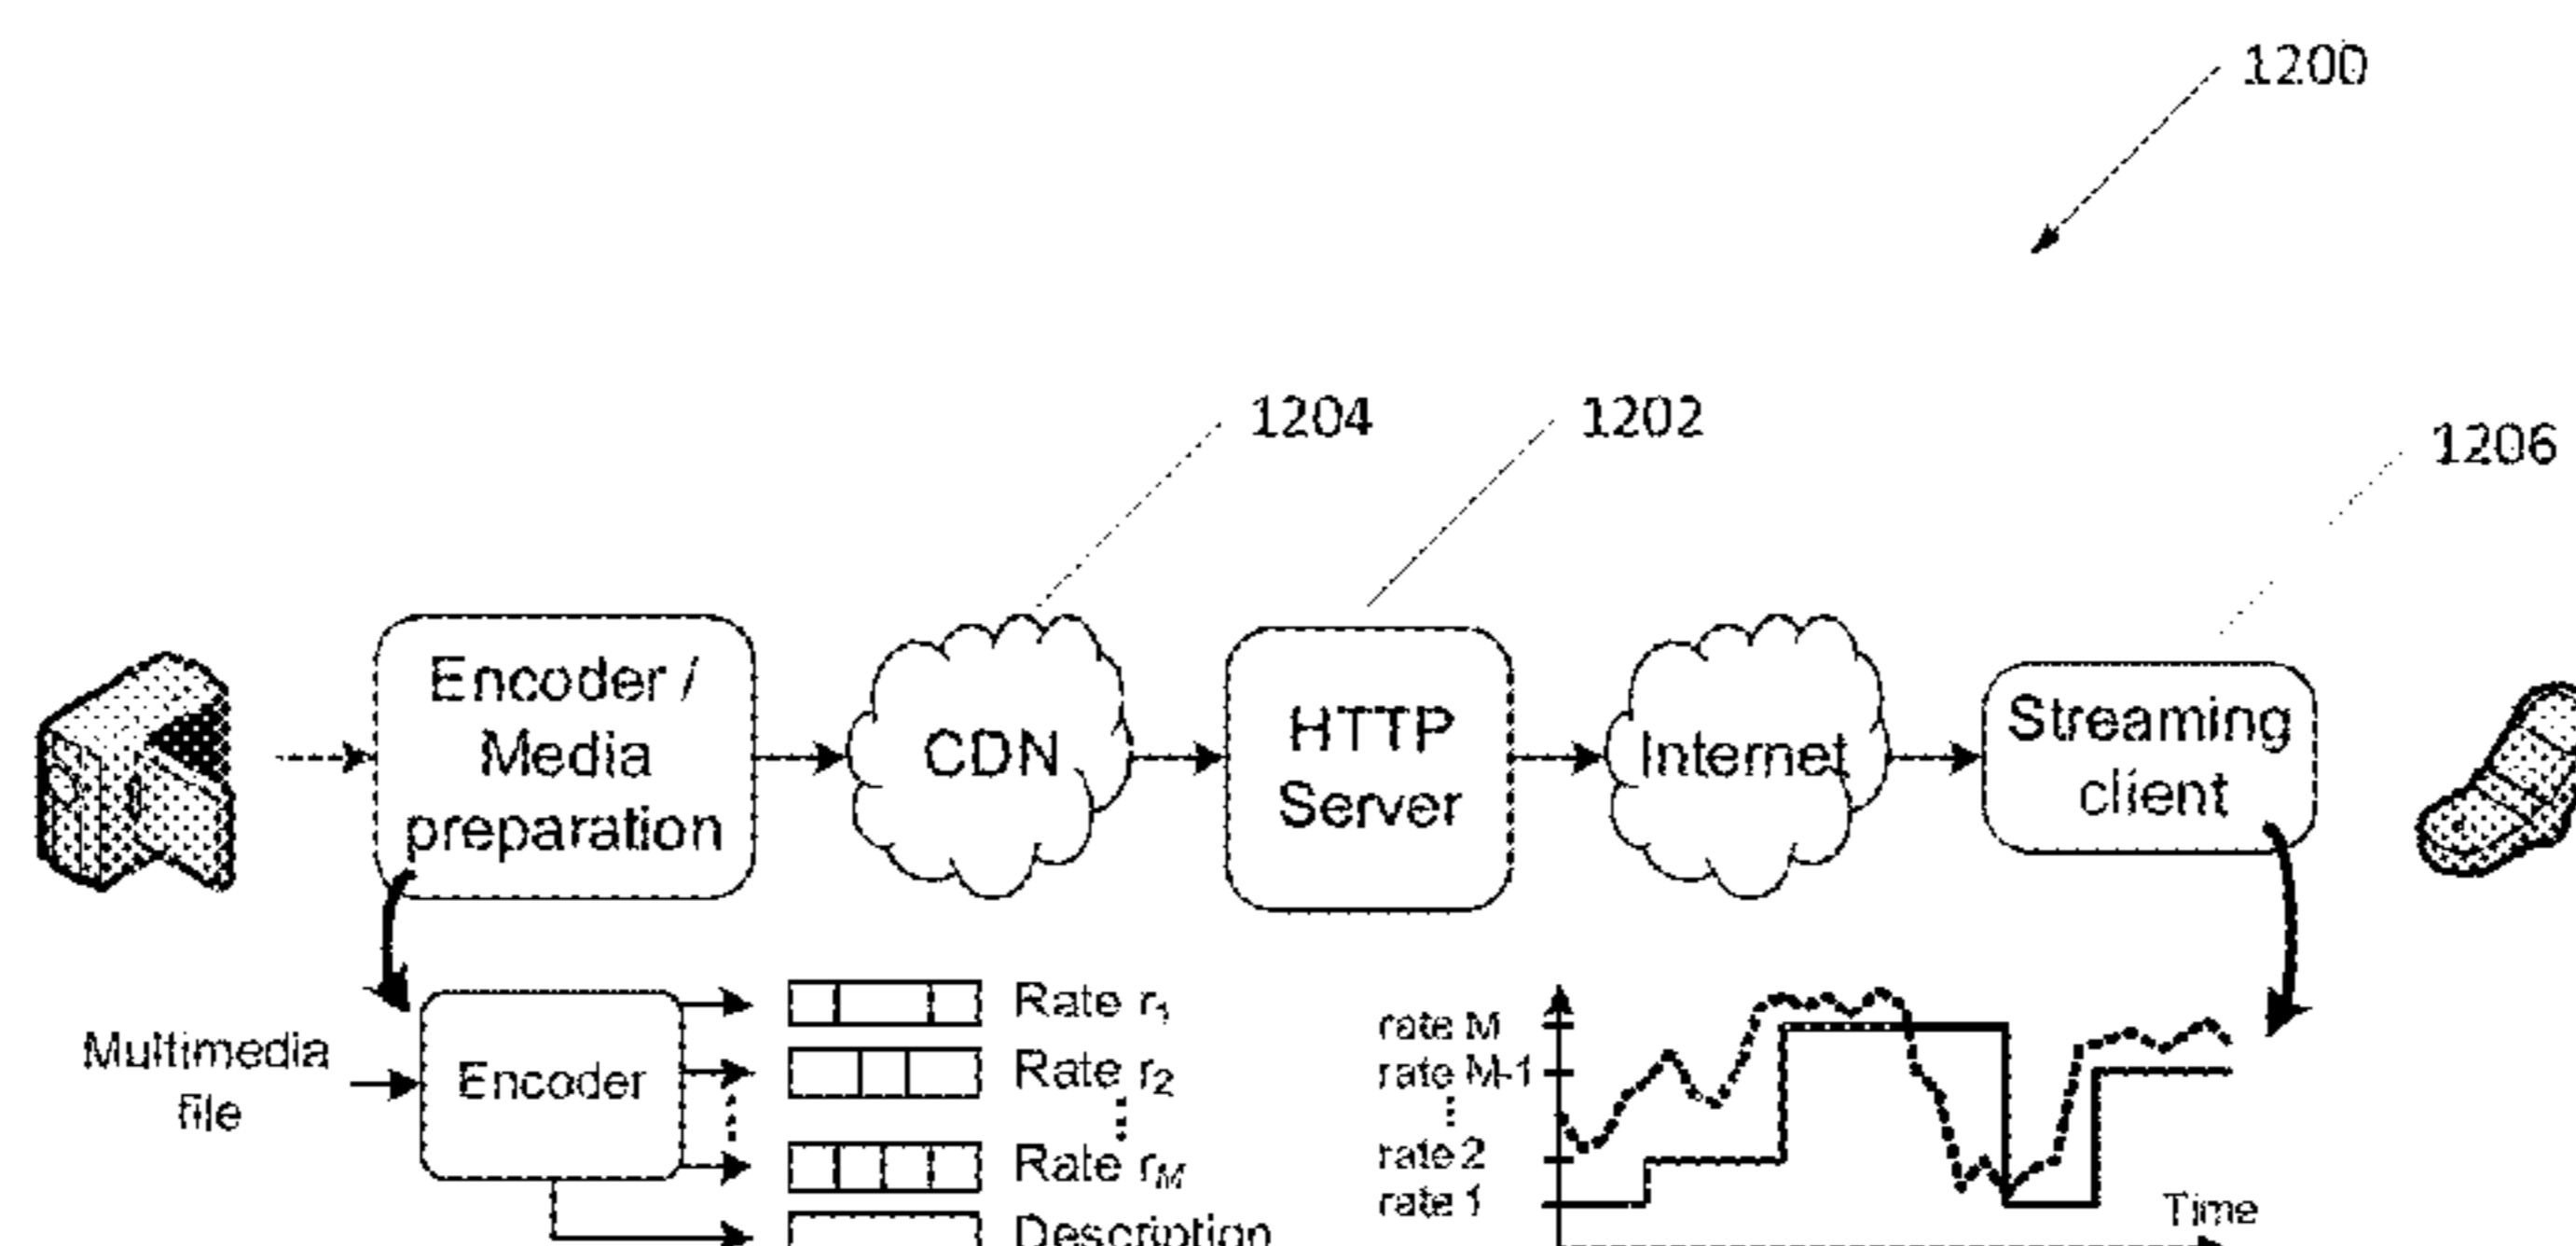 1200
1204
1202
1206
Encoder /
Media
preparation
CDN
HTTP
Server
Internet
Streaming
client
Multimedia
file
Encoder
Rate r₁
Rate r₂
Rate r_M
Description
rate M
rate M-1
rate 2
rate 1
Time